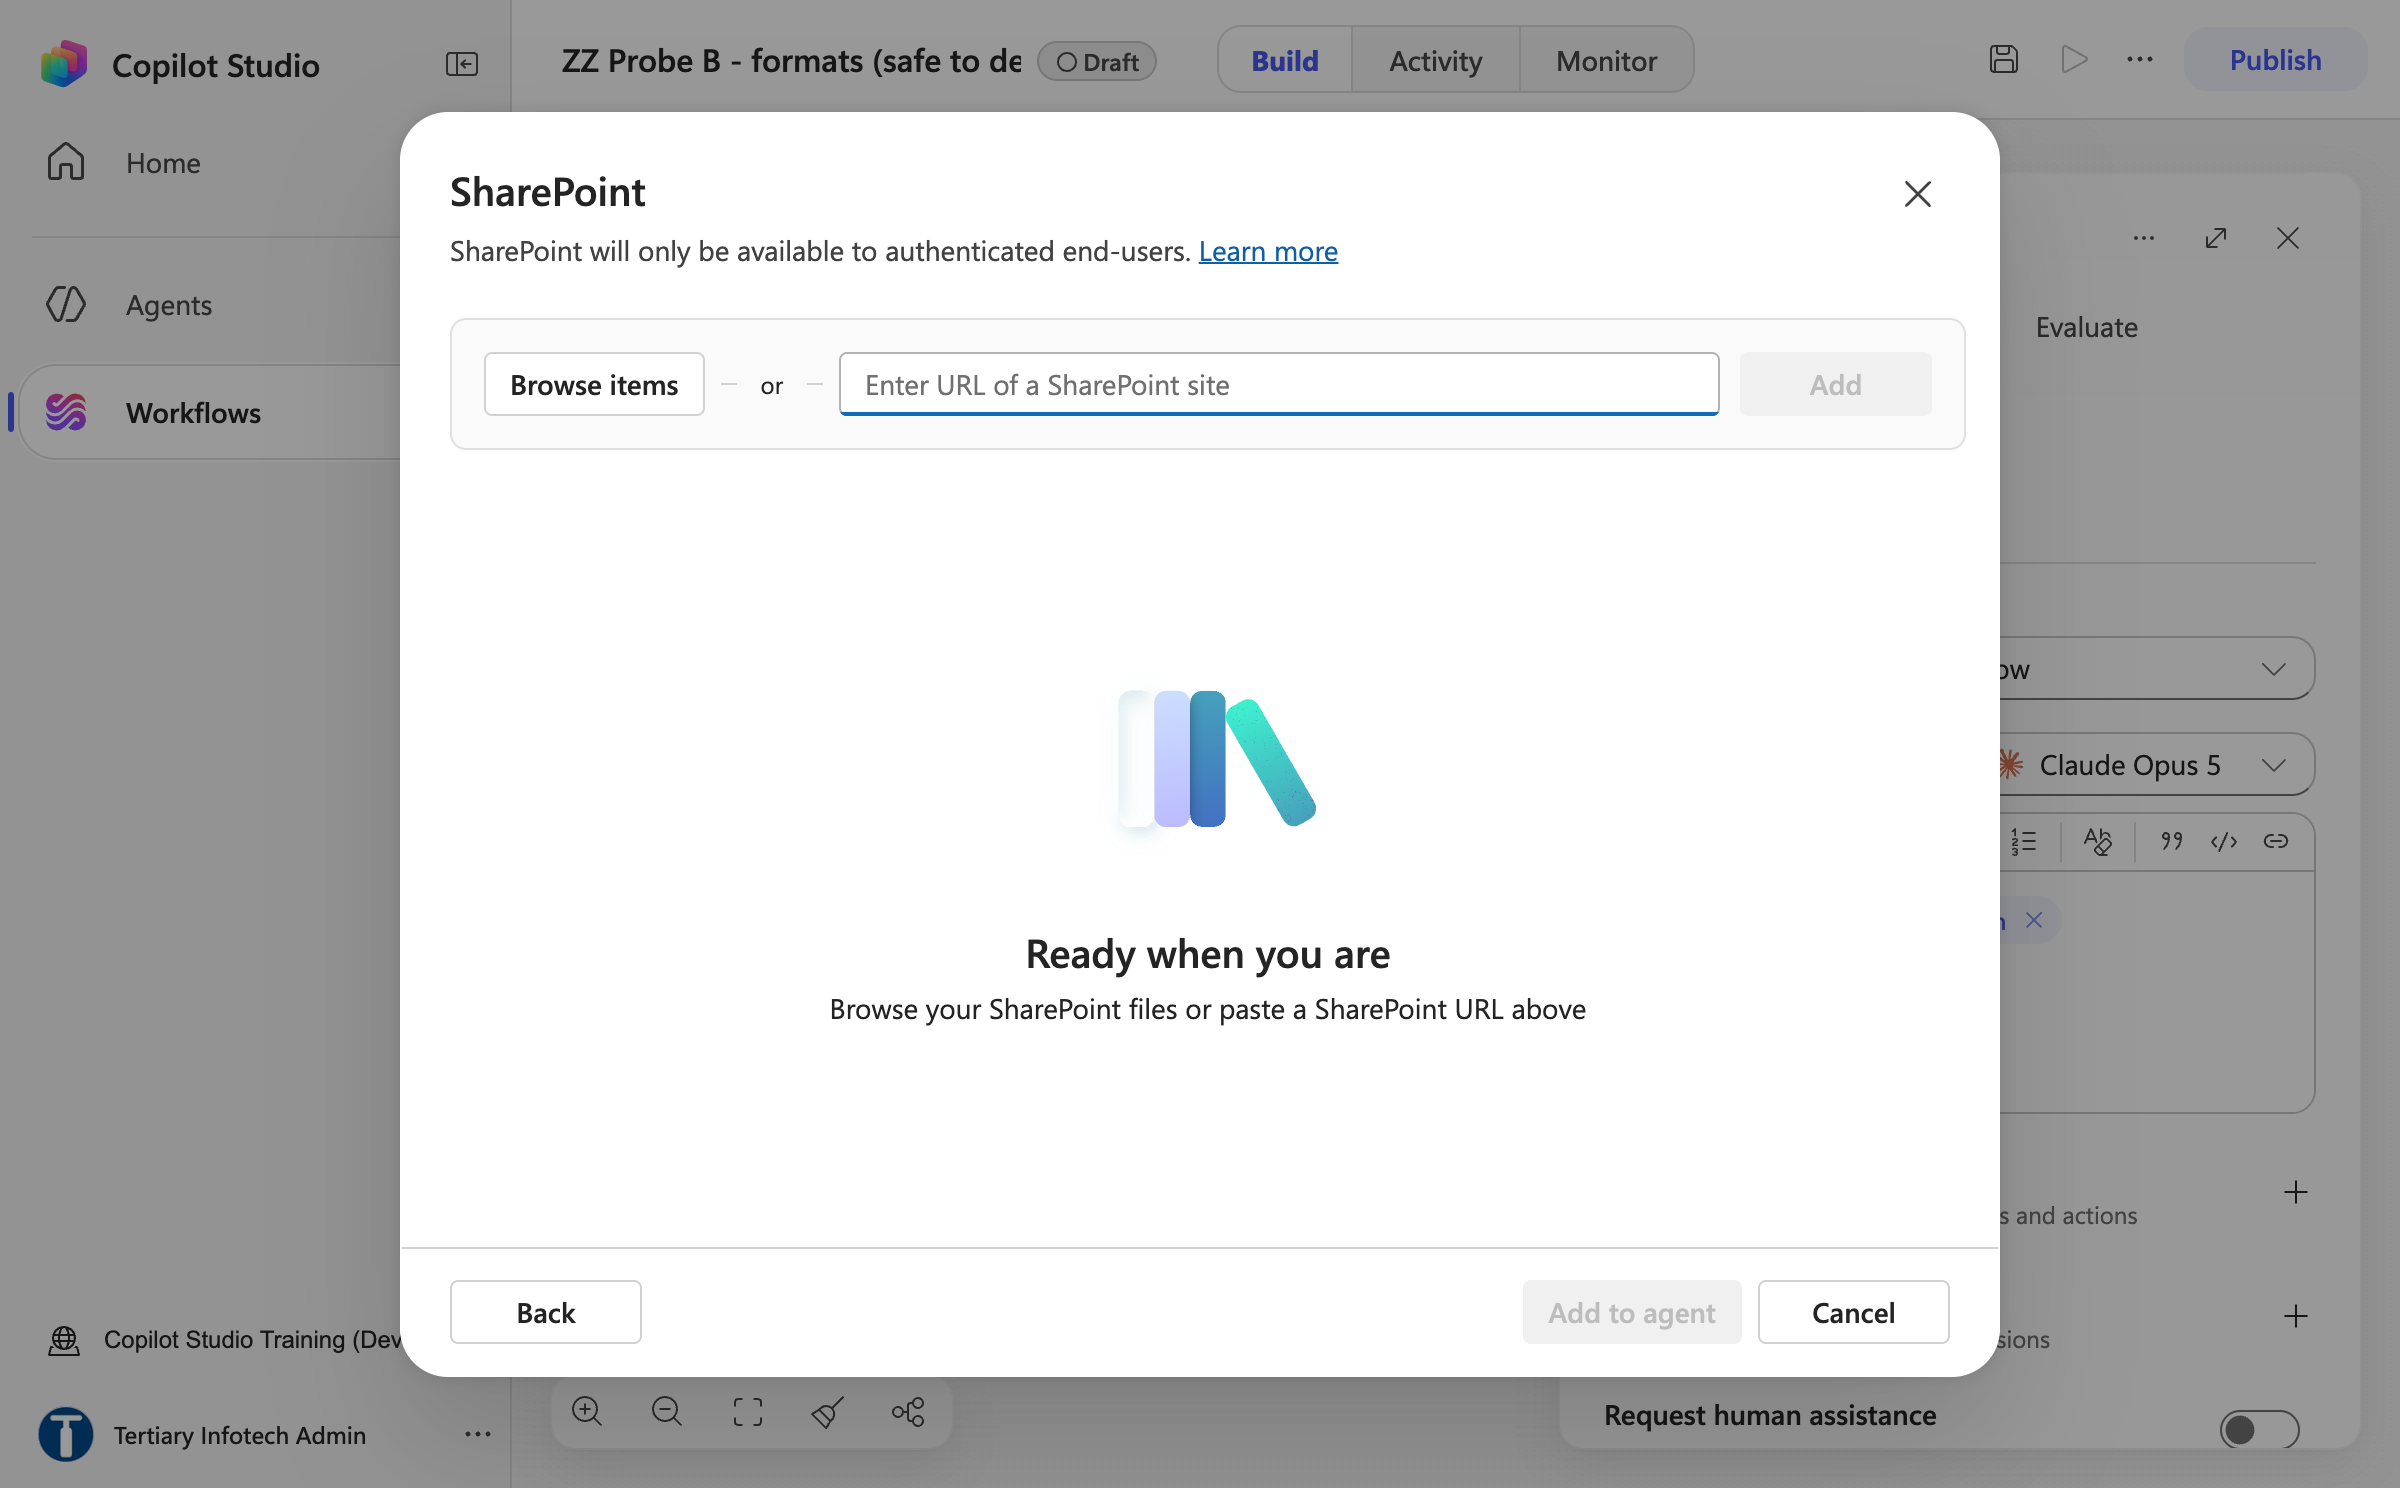 Copilot Studio
ZZ Probe B - formats (safe to de
Draft
Build
Activity
Monitor
Publish
Home
Agents
Workflows
SharePoint
SharePoint will only be available to authenticated end-users. Learn more
Browse items
or
Enter URL of a SharePoint site
Add
Ready when you are
Browse your SharePoint files or paste a SharePoint URL above
Back
Add to agent
Cancel
Evaluate
ow
Claude Opus 5
s and actions
sions
Request human assistance
Copilot Studio Training (Dev
Tertiary Infotech Admin